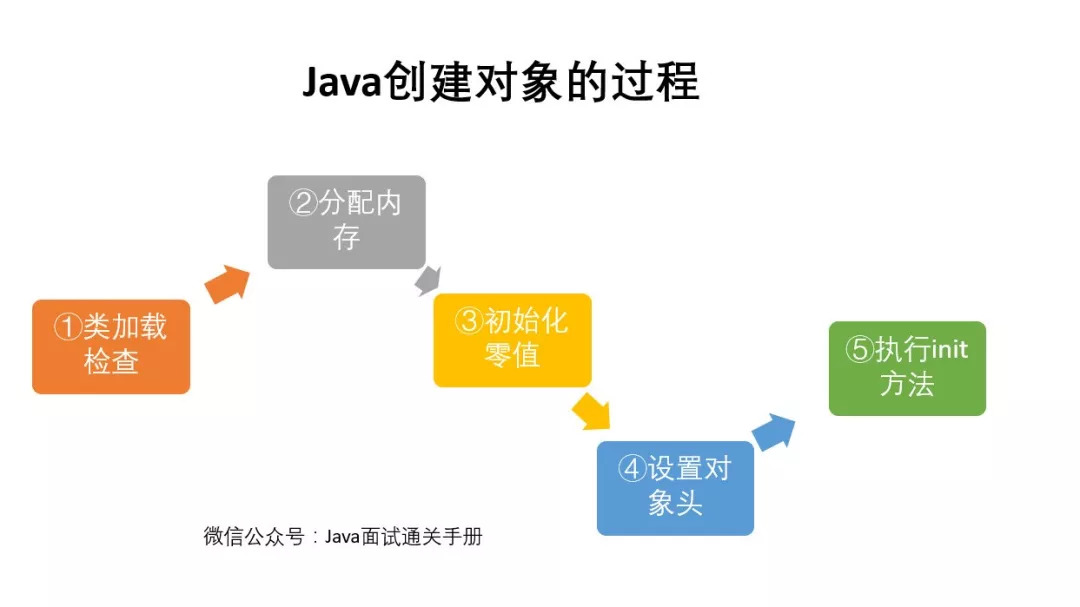 Java创建对象的过程
②分配内
存
①类加载
检查
③初始化
零值
④设置对
象头
⑤执行init
方法
微信公众号：Java面试通关手册